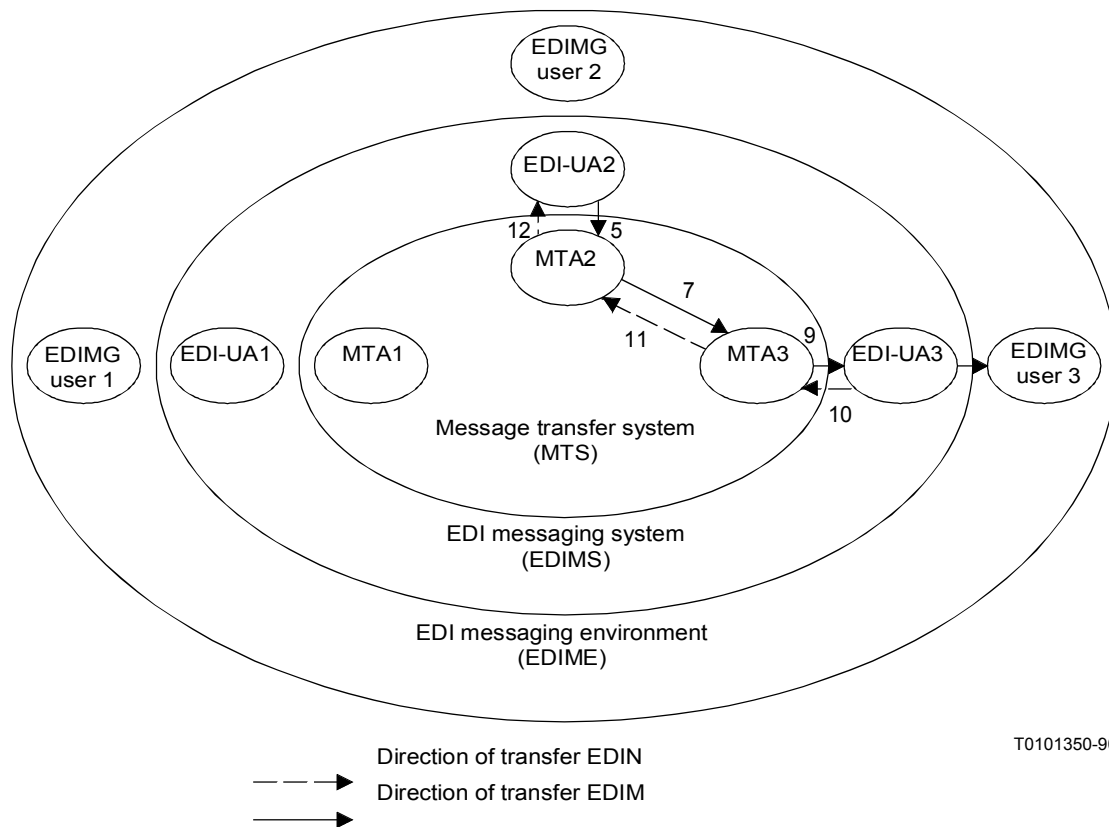 EDIMG
user 2
EDI-UA2
12
5
MTA2
7
11
9
EDIMG
user 1
EDI-UA1
MTA1
MTA3
EDI-UA3
EDIMG
user 3
10
Message transfer system
(MTS)
EDI messaging system
(EDIMS)
EDI messaging environment
(EDIME)
T0101350-90
Direction of transfer EDIN
Direction of transfer EDIM